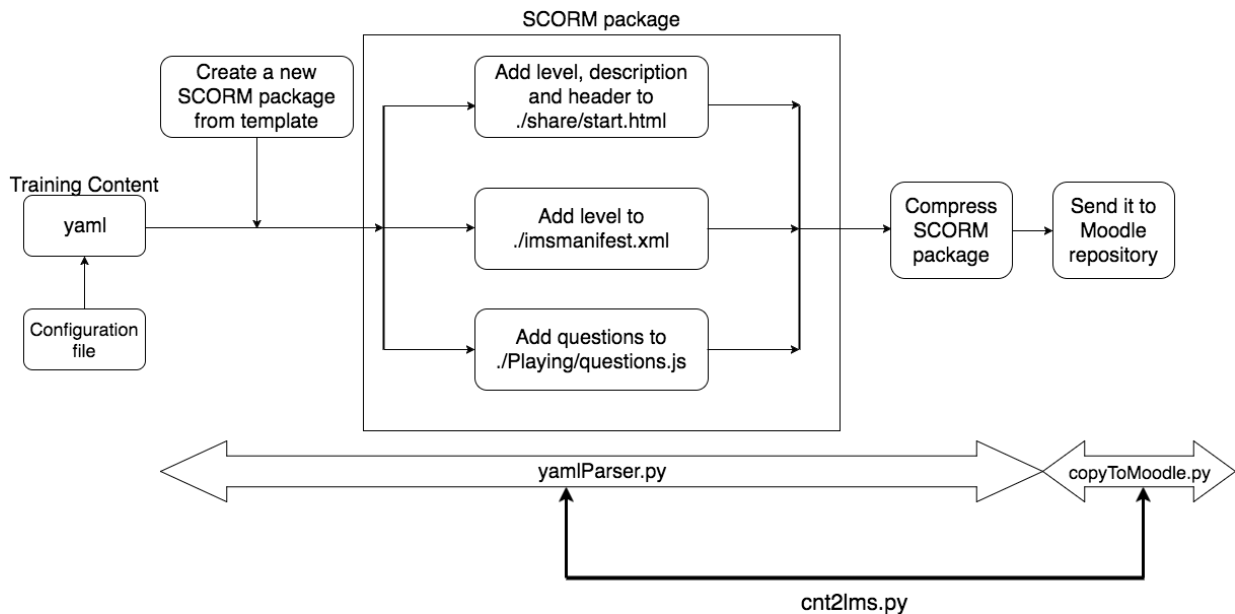 SCORM package
Create a new
SCORM package
from template
Add level, description
and header to
./share/start.html
Training Content
yaml
Add level to
./imsmanifest.xml
Compress
SCORM
package
Send it to
Moodle
repository
Configuration
file
Add questions to
./Playing/questions.js
yamlParser.py
copyToMoodle.py
cnt2lms.py